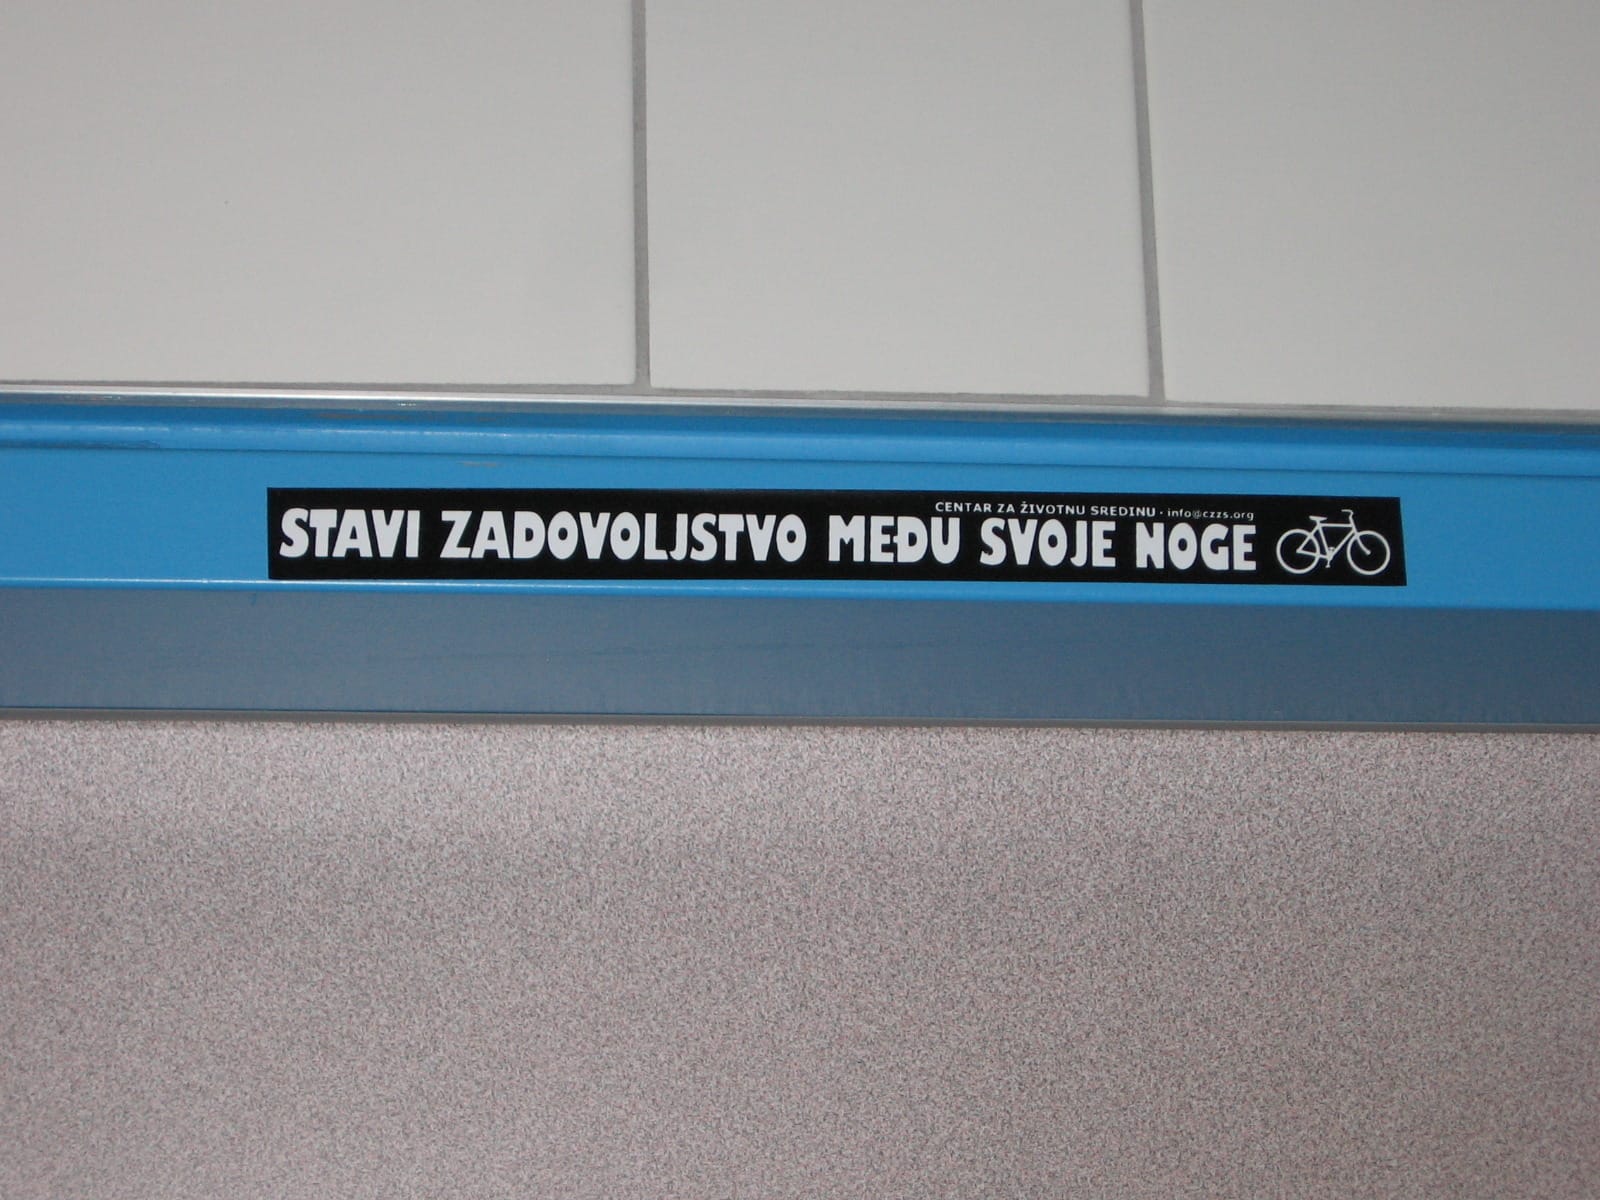 CENTAR ZA ŽIVOTNU SREDINU · info@czzs.org
STAVI ZADOVOLJSTVO MEĐU SVOJE NOGE